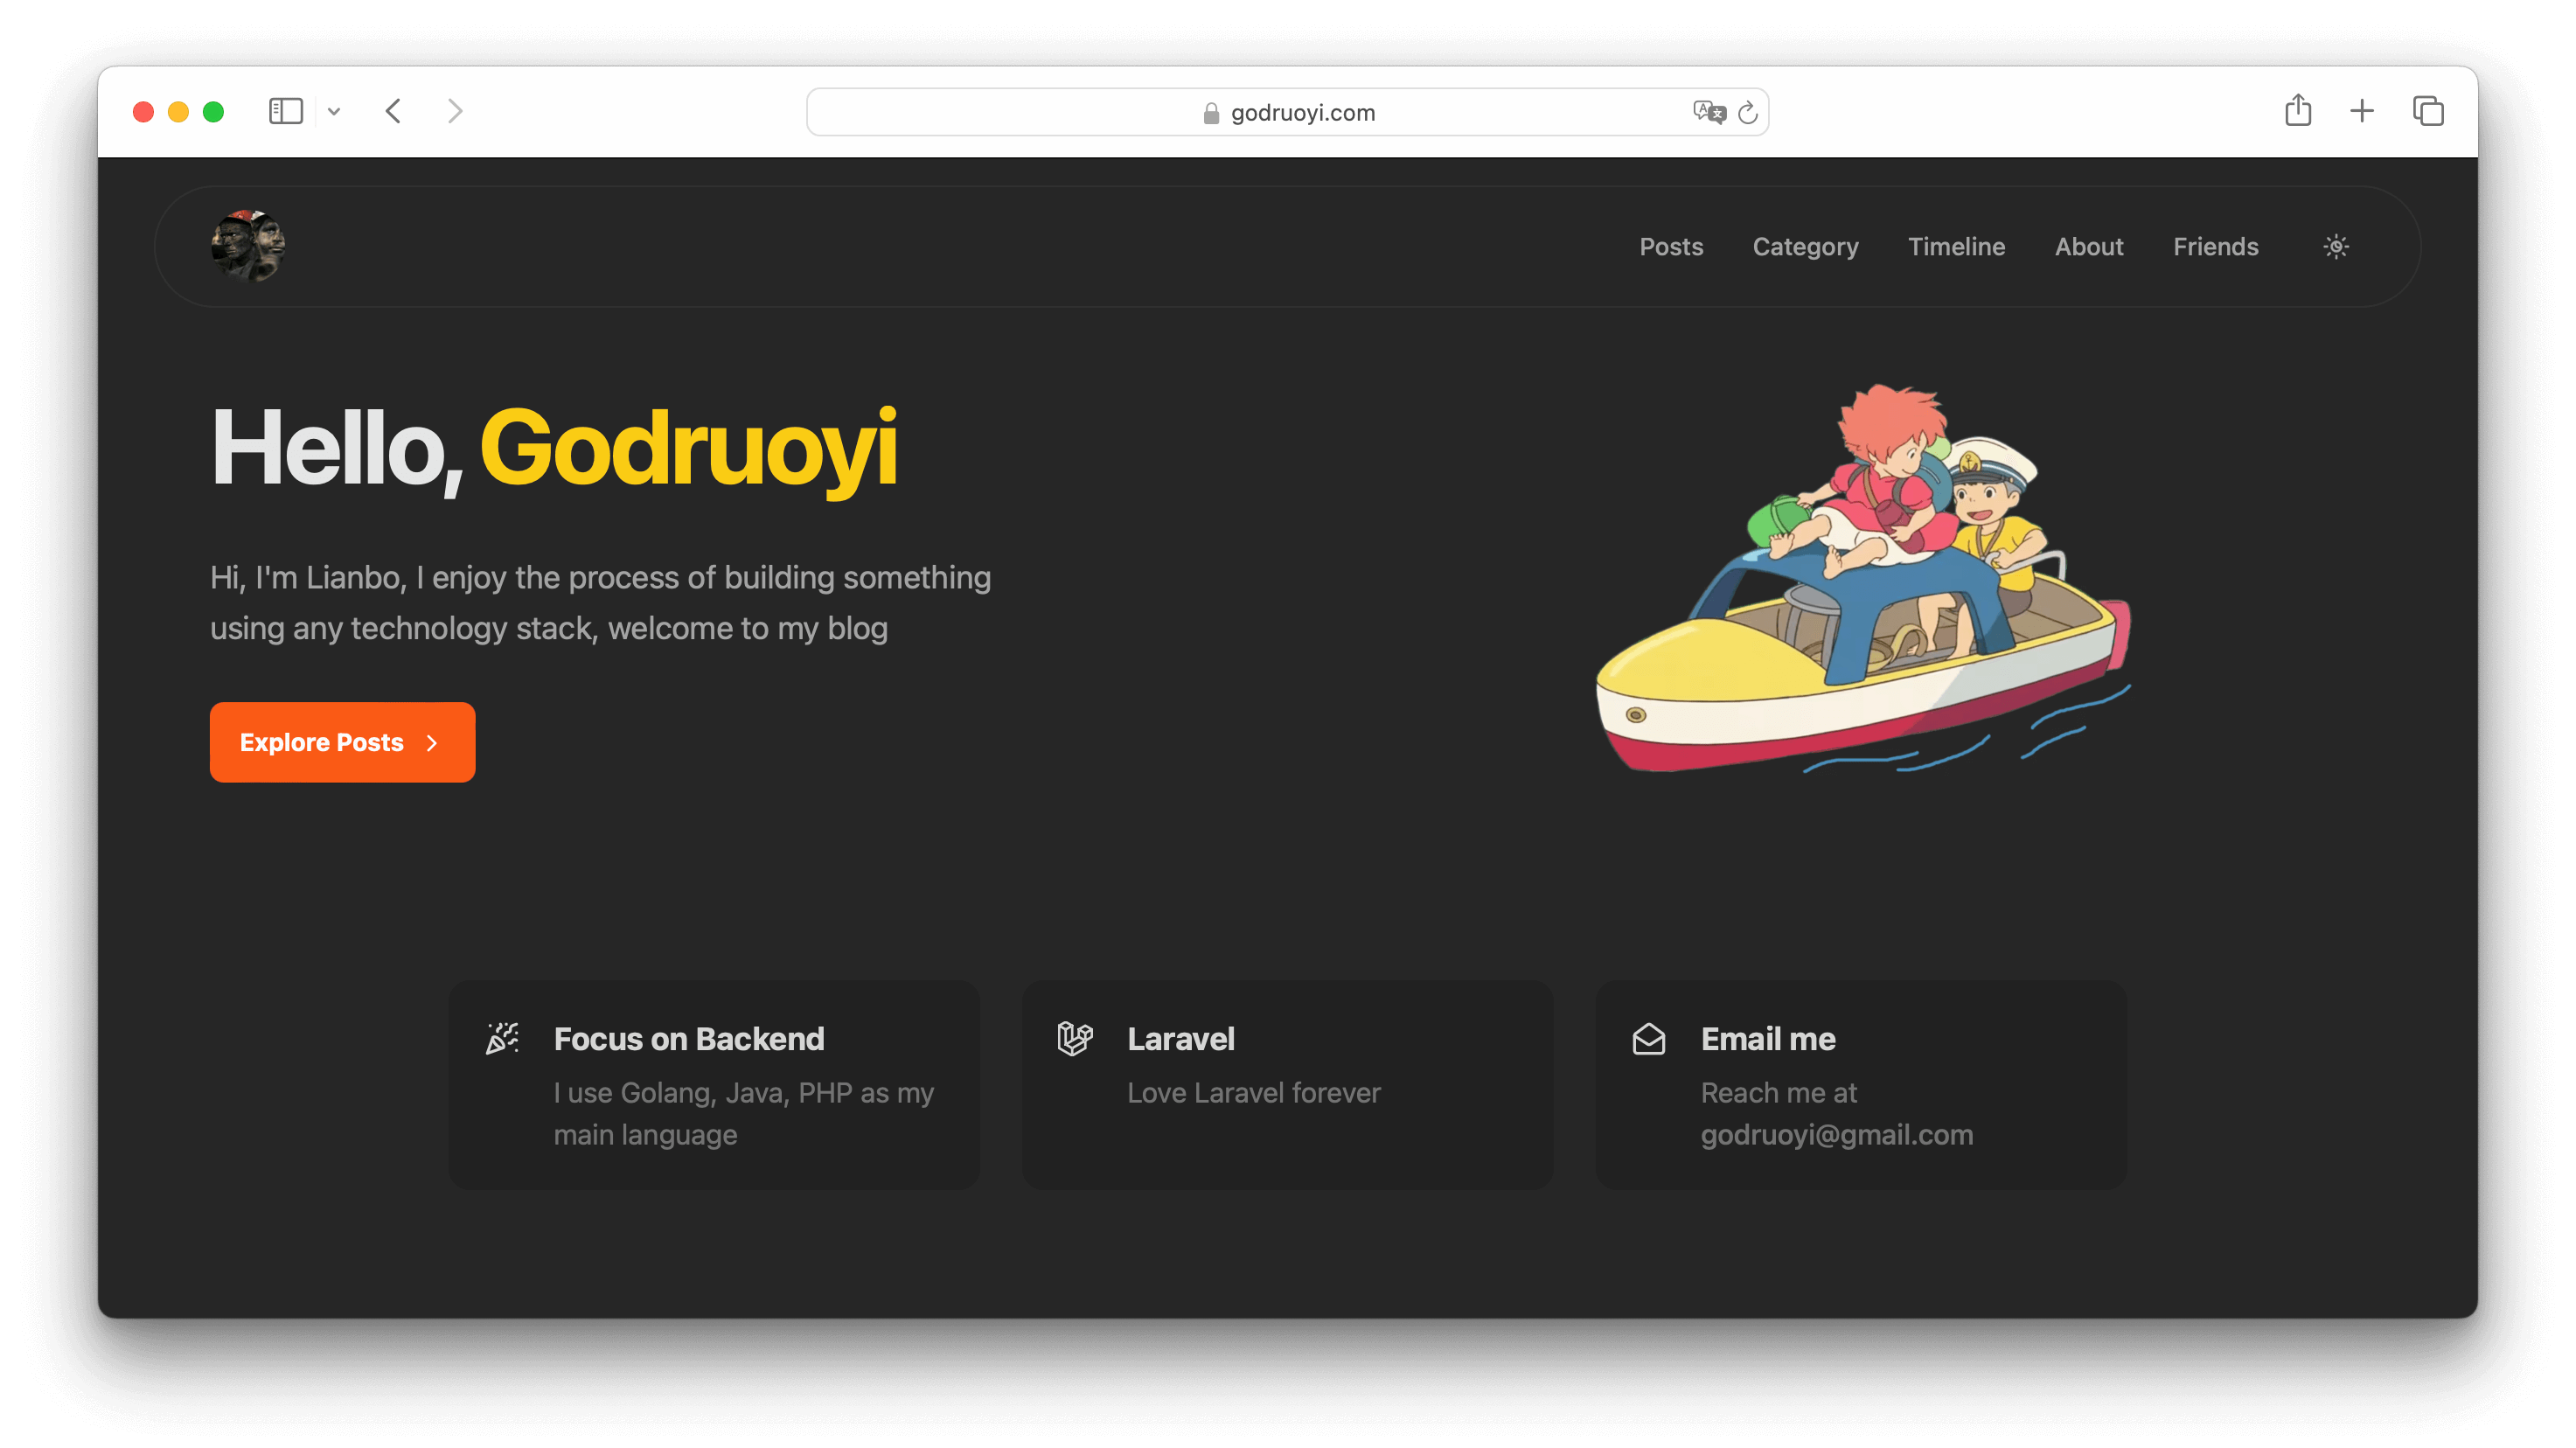 godruoyi.com
Posts Category Timeline About Friends
Hello, Godruoyi
Hi, I'm Lianbo, I enjoy the process of building something
using any technology stack, welcome to my blog
Explore Posts
Focus on Backend
I use Golang, Java, PHP as my
main language
Laravel
Love Laravel forever
Email me
Reach me at
godruoyi@gmail.com